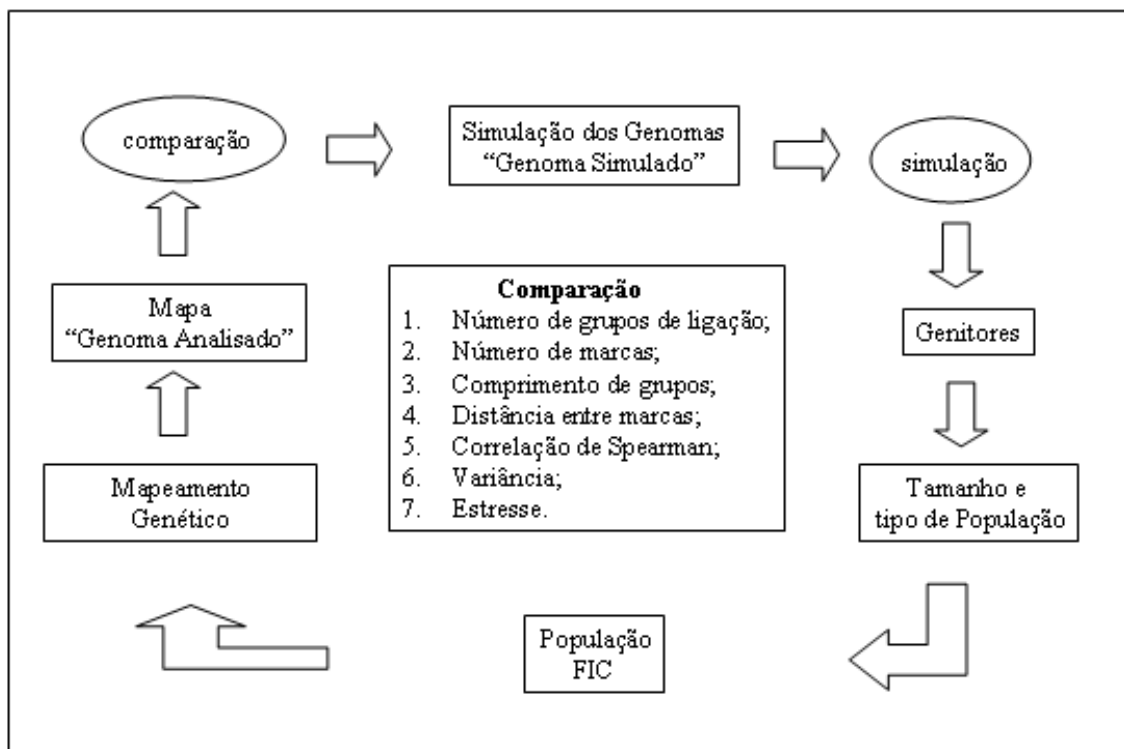 comparação
Simulação dos Genomas
“Genoma Simulado”
simulação
Mapa
“Genoma Analisado”
Comparação
1. Número de grupos de ligação;
2. Número de marcas;
3. Comprimento de grupos;
4. Distância entre marcas;
5. Correlação de Spearman;
6. Variância;
7. Estresse.
Genitores
Mapeamento
Genético
Tamanho e
tipo de População
População
FIC